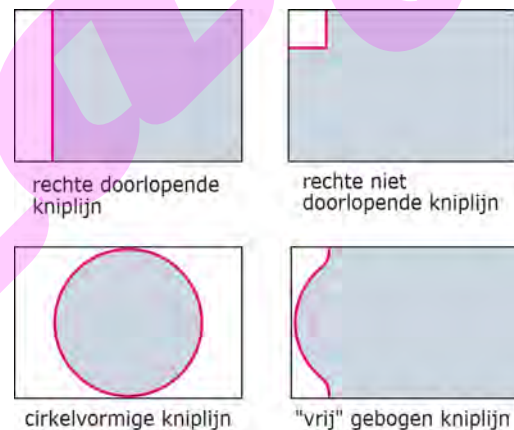 rechte doorlopende
kniplijn
rechte niet
doorlopende kniplijn
cirkelvormige kniplijn
"vrij" gebogen kniplijn